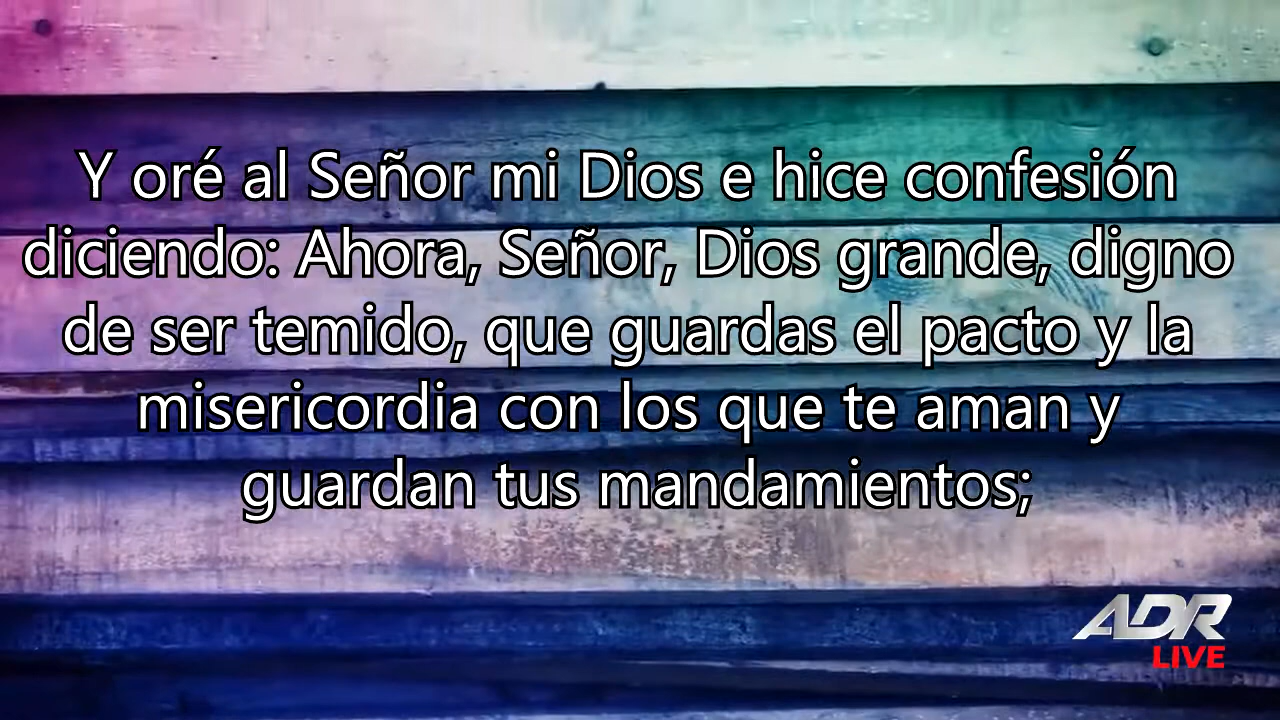 Y oré al Señor mi Dios e hice confesión
diciendo: Ahora, Señor, Dios grande, digno
de ser temido, que guardas el pacto y la
misericordia con los que te aman y
guardan tus mandamientos;
ADR
LIVE